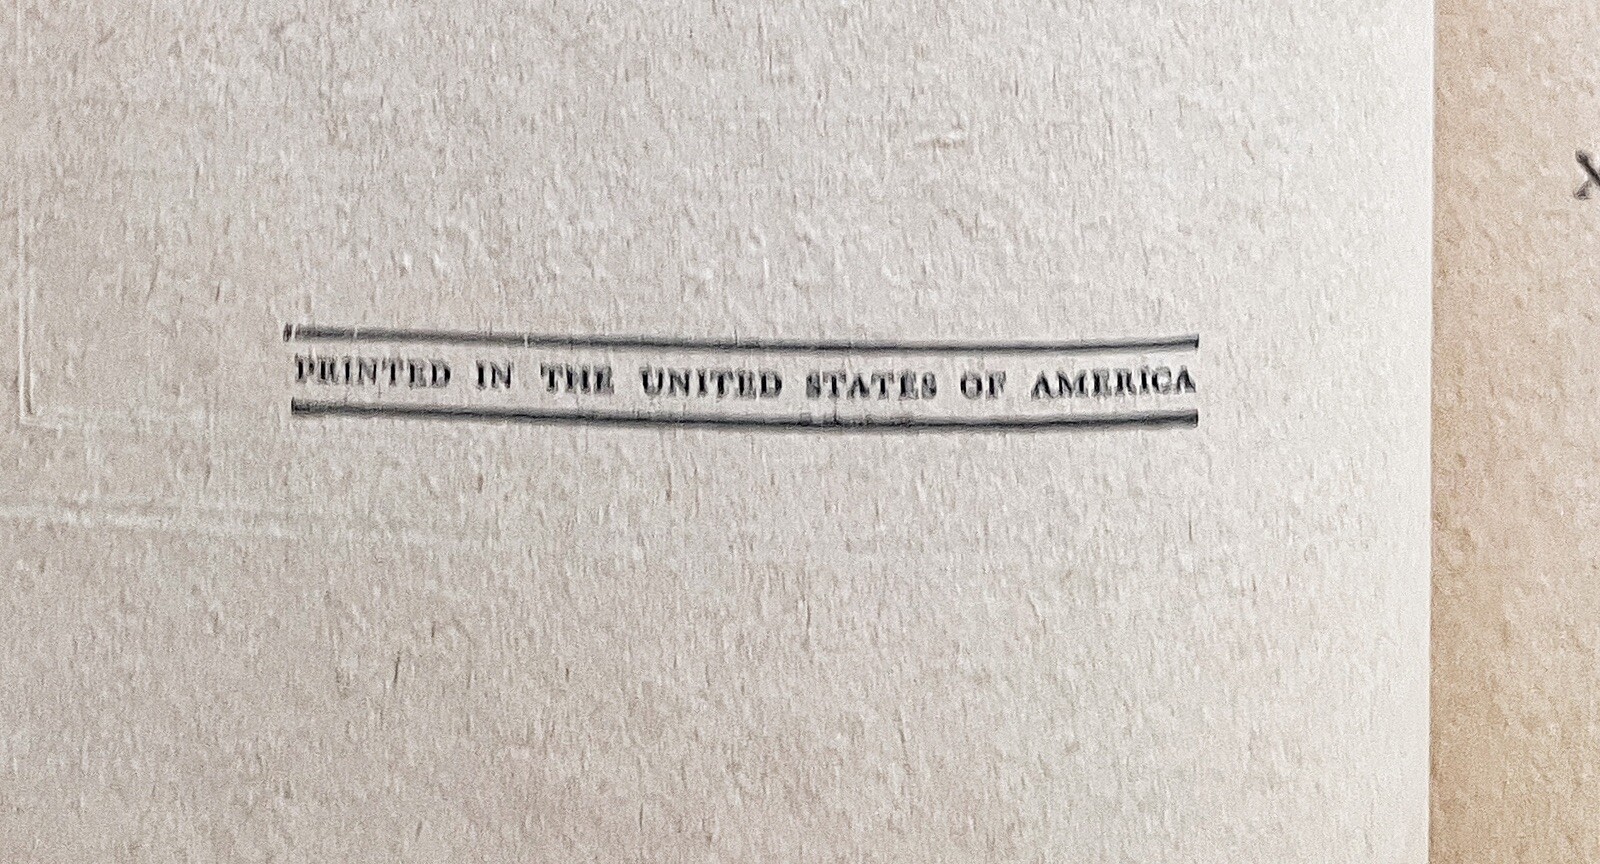 PRINTED IN THE UNITED STATES OF AMERICA